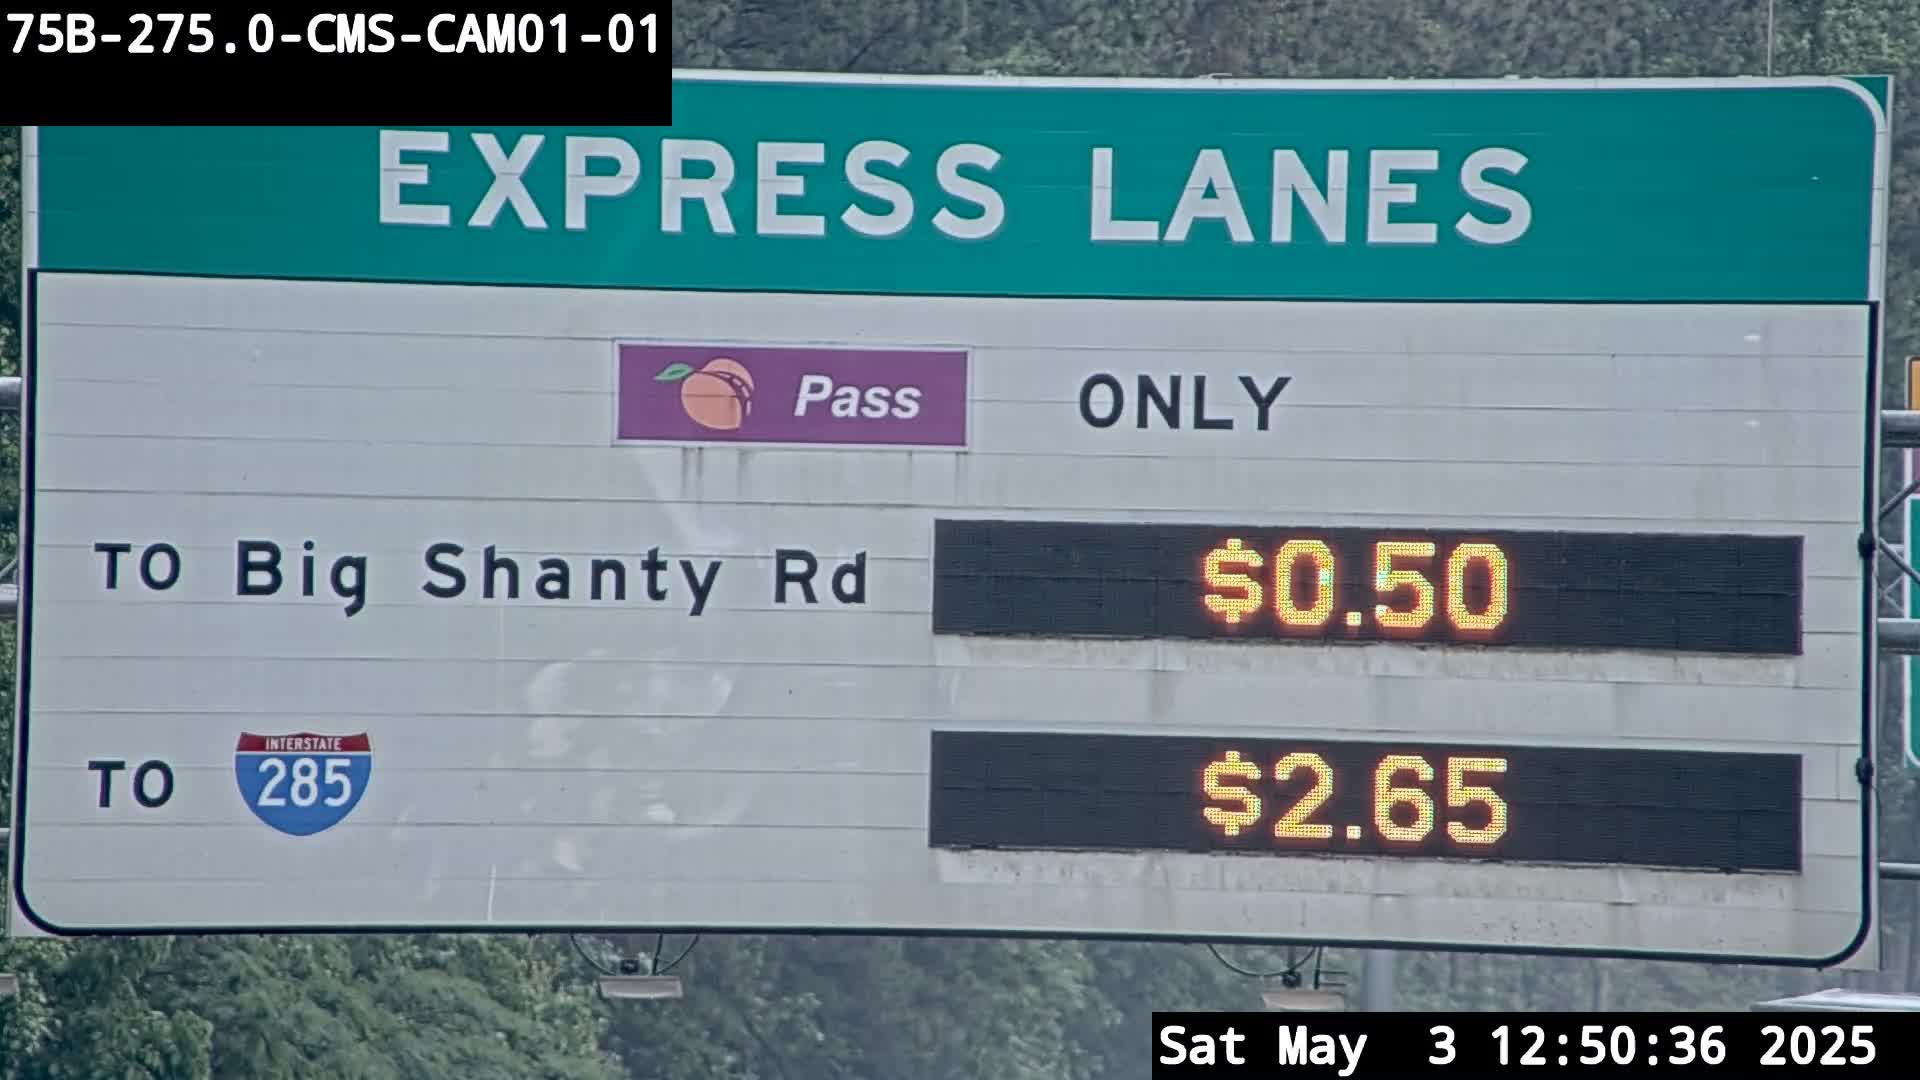 75B-275.0-CMS-CAM01-01
EXPRESS LANES
Pass ONLY
TO Big Shanty Rd $0.50
TO INTERSTATE 285 $2.65
Sat May 3 12:50:36 2025